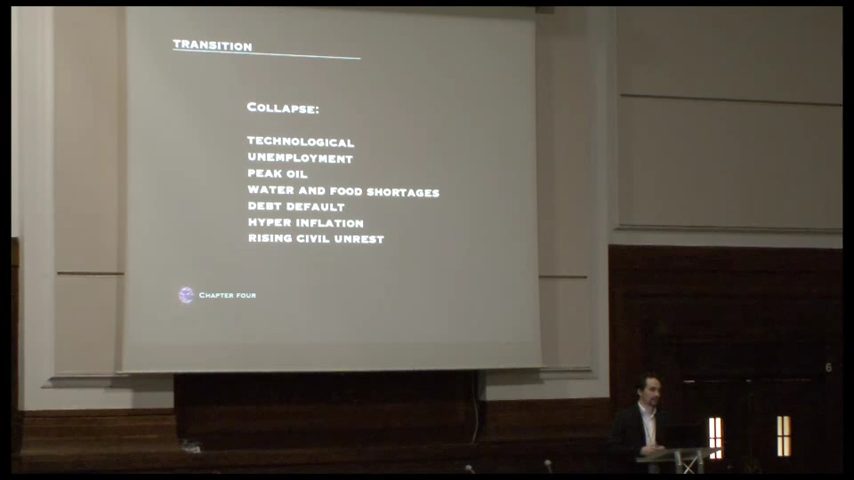 TRANSITION
COLLAPSE:
TECHNOLOGICAL
UNEMPLOYMENT
PEAK OIL
WATER AND FOOD SHORTAGES
DEBT DEFAULT
HYPER INFLATION
RISING CIVIL UNREST
CHAPTER FOUR
6